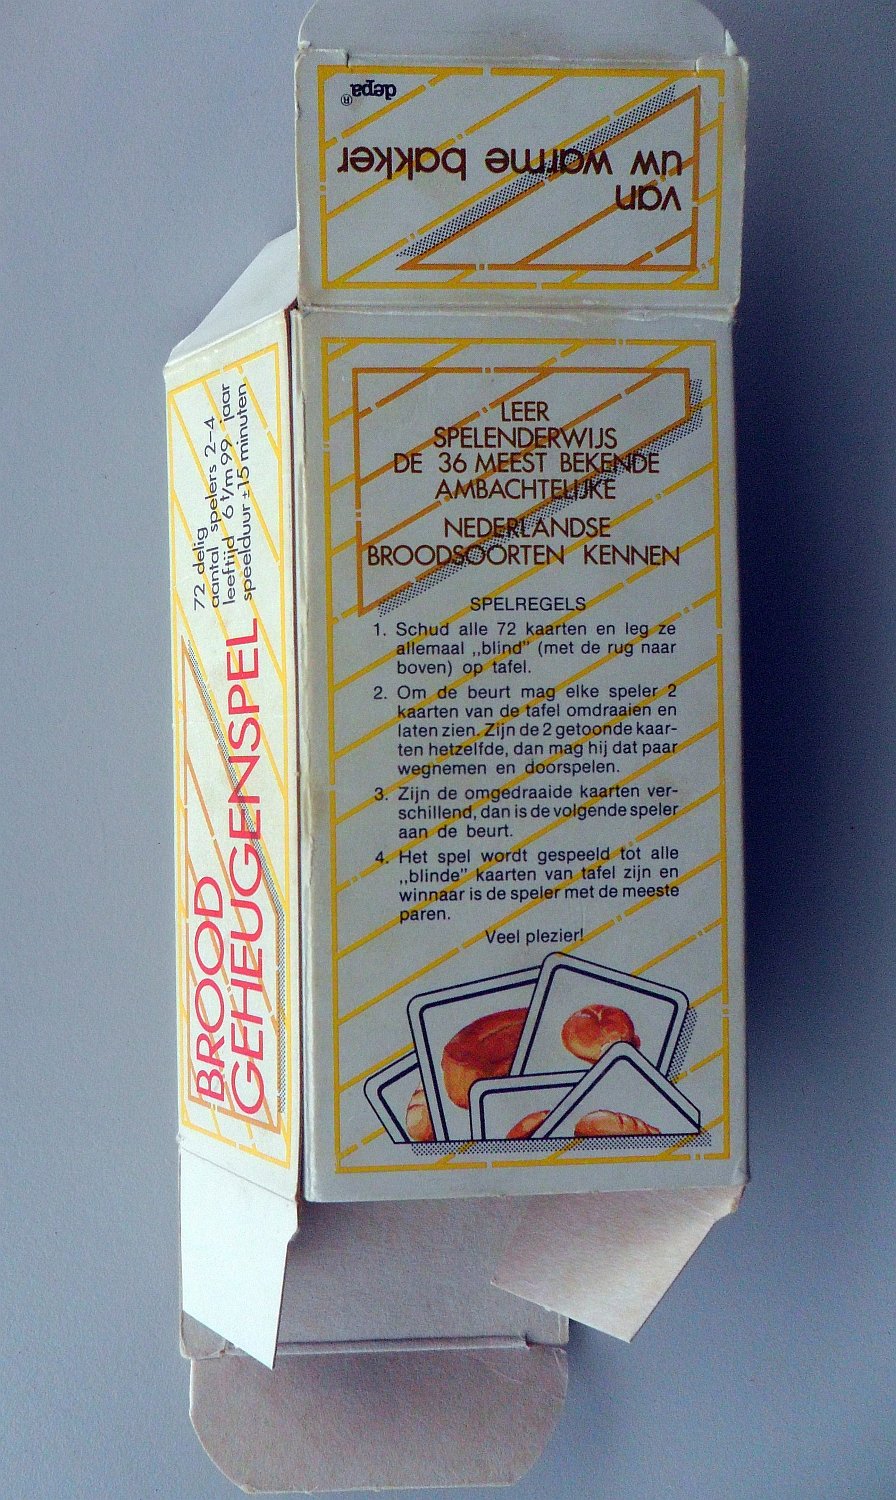 van
uw warme bakker
depa®
LEER
SPELENDERWIJS
DE 36 MEEST BEKENDE
AMBACHTELIJKE
NEDERLANDSE
BROODSOORTEN KENNEN
SPELREGELS
1. Schud alle 72 kaarten en leg ze
allemaal „blind” (met de rug naar
boven) op tafel.
2. Om de beurt mag elke speler 2
kaarten van de tafel omdraaien en
laten zien. Zijn de 2 getoonde kaar-
ten hetzelfde, dan mag hij dat paar
wegnemen en doorspelen.
3. Zijn de omgedraaide kaarten ver-
schillend, dan is de volgende speler
aan de beurt.
4. Het spel wordt gespeeld tot alle
„blinde” kaarten van tafel zijn en
winnaar is de speler met de meeste
paren.
Veel plezier!
BROOD
GEHEUGENSPEL
72 delig
aantal spelers 2-4
leeftijd 6 t/m 99 jaar
speelduur ±15 minuten